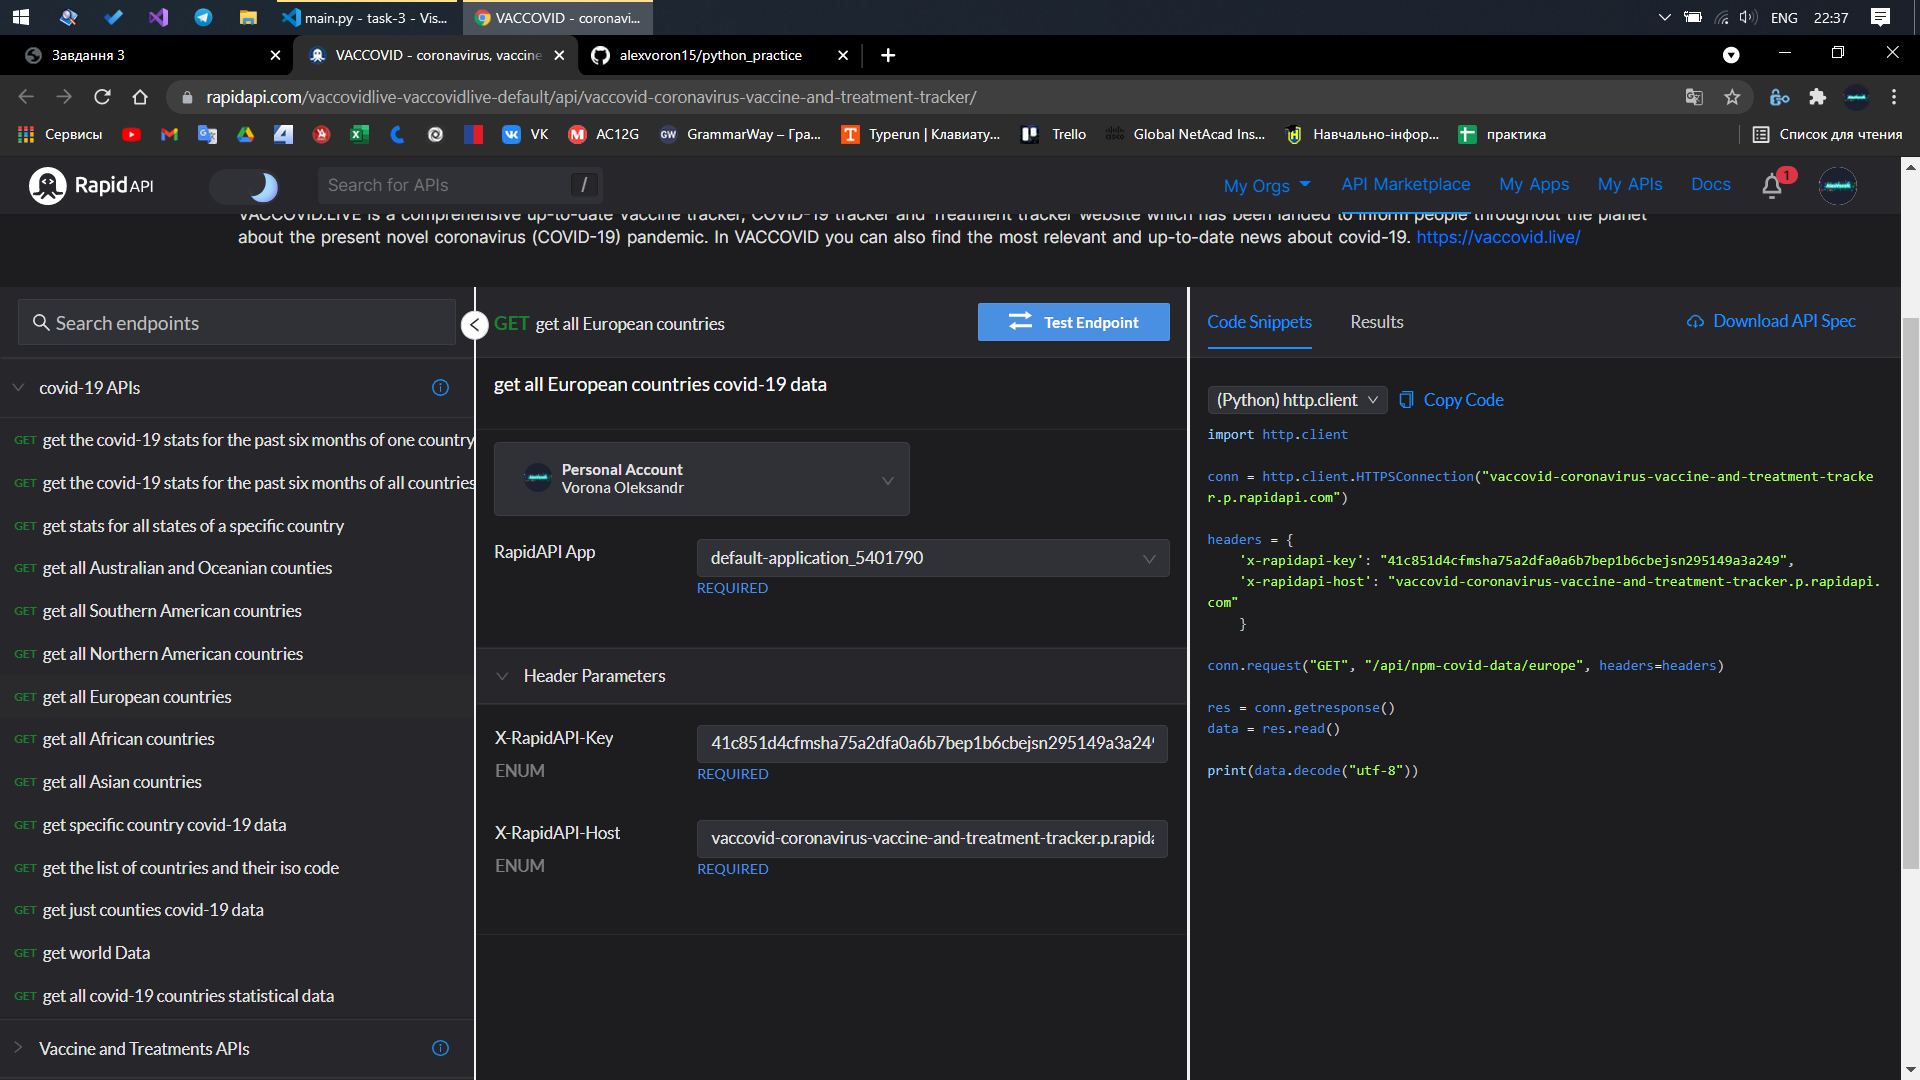 main.py - task-3 - Vis...
VACCOVID - coronavi...
ENG
22:37
Завдання 3
VACCOVID - coronavirus, vaccine
alexvoron15/python_practice
rapidapi.com/vaccovidlive-vaccovidlive-default/api/vaccovid-coronavirus-vaccine-and-treatment-tracker/
Сервисы
VK
AC12G
GrammarWay – Гра...
Typerun | Клавиату...
Trello
Global NetAcad Ins...
Навчально-інфор...
практика
Список для чтения
Rapid API
Search for APIs
/
My Orgs
API Marketplace
My Apps
My APIs
Docs
1
VACCOVID.LIVE is a comprehensive up-to-date vaccine tracker, COVID-19 tracker and Treatment tracker website which has been landed to inform people throughout the planet
about the present novel coronavirus (COVID-19) pandemic. In VACCOVID you can also find the most relevant and up-to-date news about covid-19. https://vaccovid.live/
Search endpoints
covid-19 APIs
GET get the covid-19 stats for the past six months of one country
GET get the covid-19 stats for the past six months of all countries
GET get stats for all states of a specific country
GET get all Australian and Oceanian counties
GET get all Southern American countries
GET get all Northern American countries
GET get all European countries
GET get all African countries
GET get all Asian countries
GET get specific country covid-19 data
GET get the list of countries and their iso code
GET get just counties covid-19 data
GET get world Data
GET get all covid-19 countries statistical data
Vaccine and Treatments APIs
GET get all European countries
Test Endpoint
get all European countries covid-19 data
Personal Account
Vorona Oleksandr
RapidAPI App
default-application_5401790
REQUIRED
Header Parameters
X-RapidAPI-Key
ENUM
41c851d4cfmsha75a2dfa0a6b7bep1b6cbejsn295149a3a249
REQUIRED
X-RapidAPI-Host
ENUM
vaccovid-coronavirus-vaccine-and-treatment-tracker.p.rapida
REQUIRED
Code Snippets
Results
Download API Spec
(Python) http.client
Copy Code
import http.client
conn = http.client.HTTPSConnection("vaccovid-coronavirus-vaccine-and-treatment-tracke
r.p.rapidapi.com")
headers = {
'x-rapidapi-key': "41c851d4cfmsha75a2dfa0a6b7bep1b6cbejsn295149a3a249",
'x-rapidapi-host': "vaccovid-coronavirus-vaccine-and-treatment-tracker.p.rapidapi.
com"
}
conn.request("GET", "/api/npm-covid-data/europe", headers=headers)
res = conn.getresponse()
data = res.read()
print(data.decode("utf-8"))